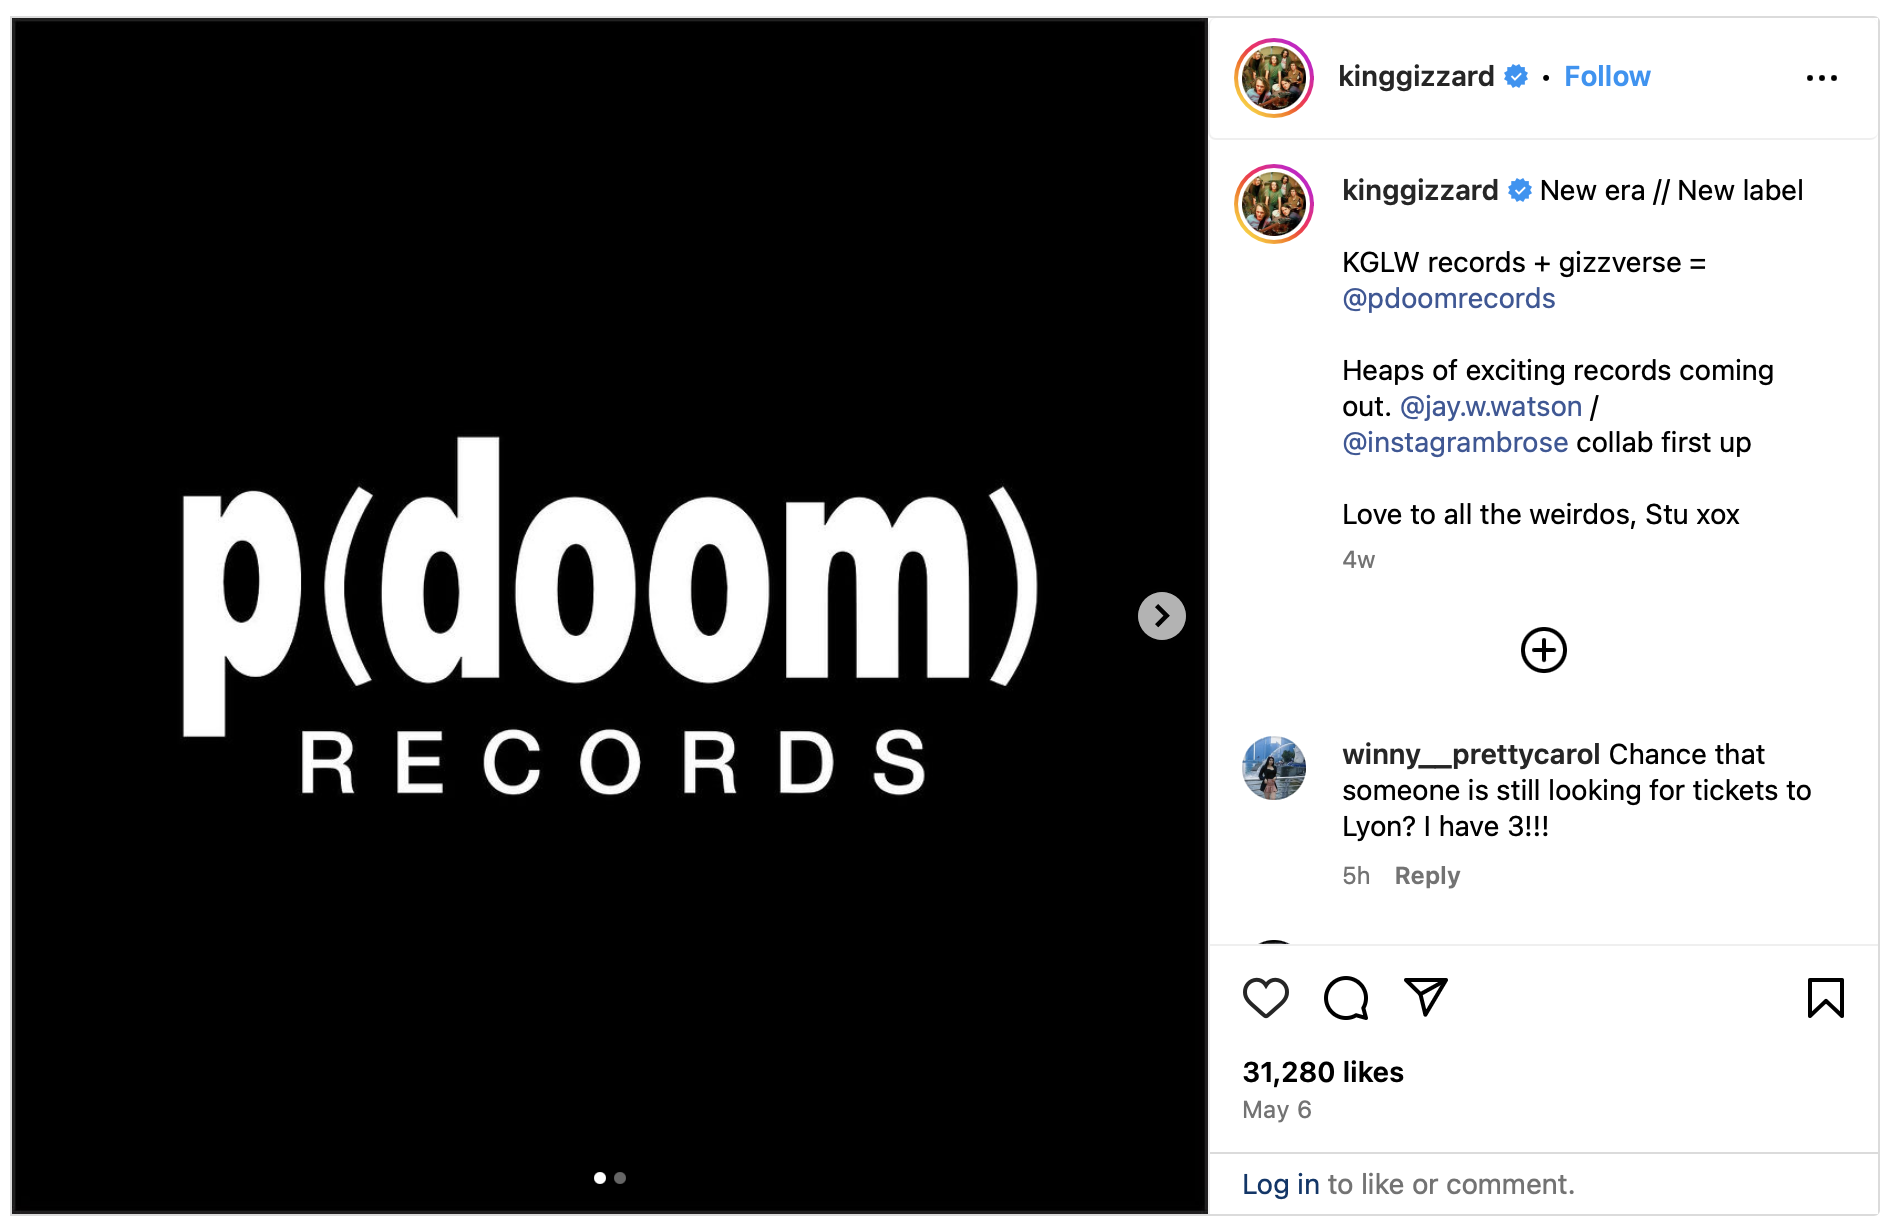 p(doom)
RECORDS
kinggizzard • Follow
kinggizzard New era // New label
KGLW records + gizzverse =
@pdoomrecords
Heaps of exciting records coming
out. @jay.w.watson /
@instagrambrose collab first up
Love to all the weirdos, Stu xox
4w
winny__prettycarol Chance that
someone is still looking for tickets to
Lyon? I have 3!!!
5h Reply
31,280 likes
May 6
Log in to like or comment.